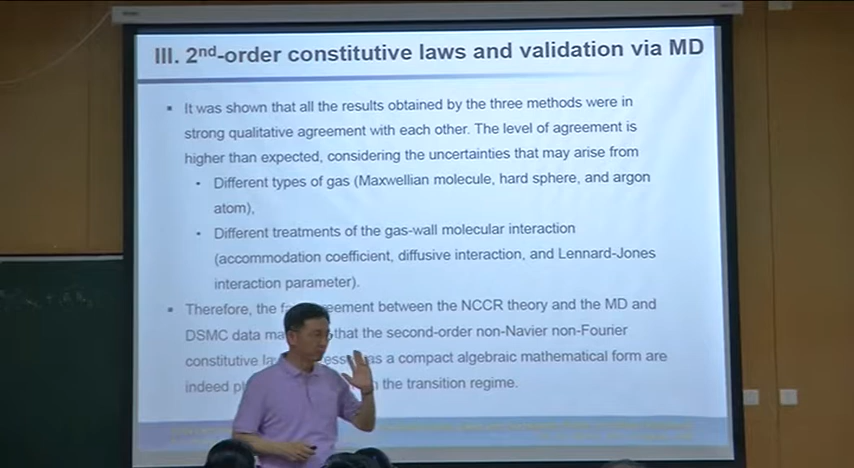 III. 2nd-order constitutive laws and validation via MD
▪ It was shown that all the results obtained by the three methods were in
strong qualitative agreement with each other. The level of agreement is
higher than expected, considering the uncertainties that may arise from
• Different types of gas (Maxwellian molecule, hard sphere, and argon
atom),
• Different treatments of the gas-wall molecular interaction
(accommodation coefficient, diffusive interaction, and Lennard-Jones
interaction parameter).
▪ Therefore, the between the NCCR theory and the MD and
DSMC data that the second-order non-Navier non-Fourier
constitutive as a compact algebraic mathematical form are
indeed the transition regime.